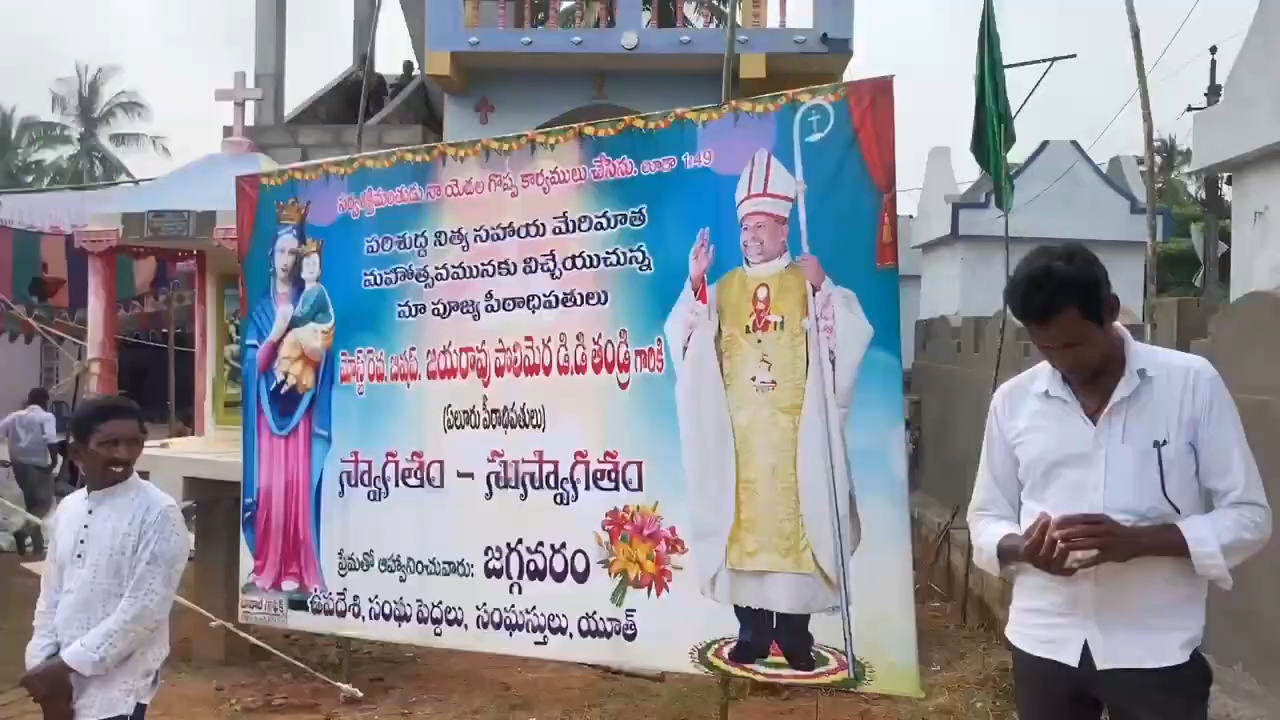 సర్వశక్తిమంతుడు నా యెడల గొప్ప కార్యములు చేసెను. లూకా 1:49
పరిశుద్ధ నిత్య సహాయ మేరిమాత
మహోత్సవమునకు విచ్చేయుచున్న
మా పూజ్య పీఠాధిపతులు
మోస్ట్ రెవ. బిషప్. జయరావు పొలిమెర డి.డి తండ్రి గారికి
(ఏలూరు పీఠాధిపతులు)
స్వాగతం - సుస్వాగతం
ప్రేమతో ఆహ్వానించువారు: జగ్గవరం
ఉపదేశి, సంఘ పెద్దలు, సంఘస్తులు, యూత్